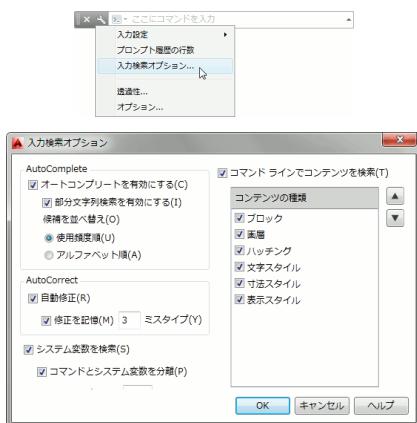 ここにコマンドを入力
入力設定
プロンプト履歴の行数
入力検索オプション...
透過性...
オプション...
入力検索オプション
AutoComplete
オートコンプリートを有効にする(C)
部分文字列検索を有効にする(I)
候補を並べ替え(O)
使用頻度順(U)
アルファベット順(A)
AutoCorrect
自動修正(R)
修正を記憶(M) 3 ミスタイプ(Y)
システム変数を検索(S)
コマンドとシステム変数を分離(P)
コマンド ラインでコンテンツを検索(T)
コンテンツの種類
ブロック
画層
ハッチング
文字スタイル
寸法スタイル
表示スタイル
OK キャンセル ヘルプ